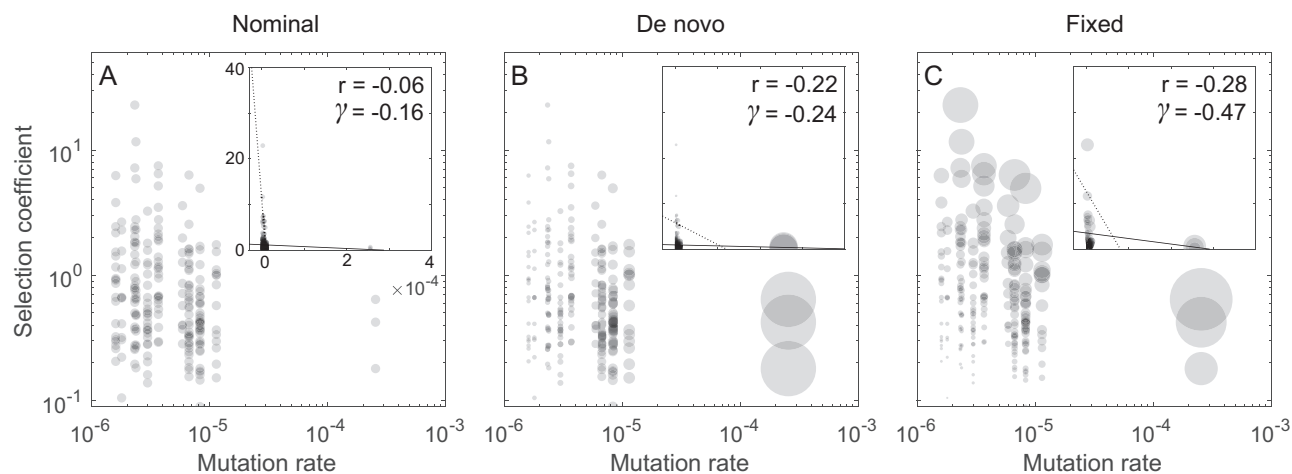 Nominal
De novo
Fixed
A
B
C
r = -0.06
γ = -0.16
r = -0.22
γ = -0.24
r = -0.28
γ = -0.47
40
20
0
0 2 4
×10⁻⁴
Selection coefficient
10¹
10⁰
10⁻¹
10⁻⁶ 10⁻⁵ 10⁻⁴ 10⁻³
10⁻⁶ 10⁻⁵ 10⁻⁴ 10⁻³
10⁻⁶ 10⁻⁵ 10⁻⁴ 10⁻³
Mutation rate
Mutation rate
Mutation rate